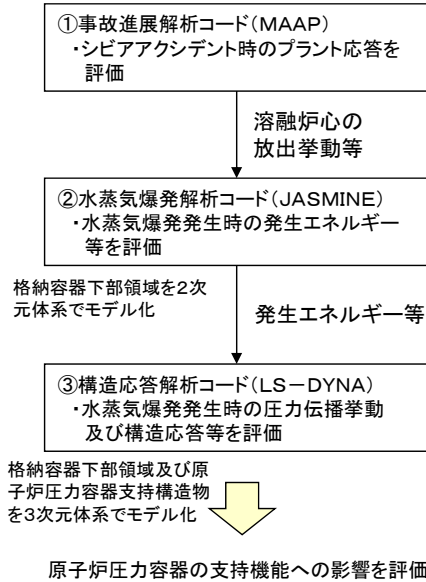 ①事故進展解析コード(MAAP)
・シビアアクシデント時のプラント応答を
評価
溶融炉心の
放出挙動等
②水蒸気爆発解析コード(JASMINE)
・水蒸気爆発発生時の発生エネルギー
等を評価
格納容器下部領域を2次
元体系でモデル化
発生エネルギー等
③構造応答解析コード(LS-DYNA)
・水蒸気爆発発生時の圧力伝播挙動
及び構造応答等を評価
格納容器下部領域及び原
子炉圧力容器支持構造物
を3次元体系でモデル化
原子炉圧力容器の支持機能への影響を評価